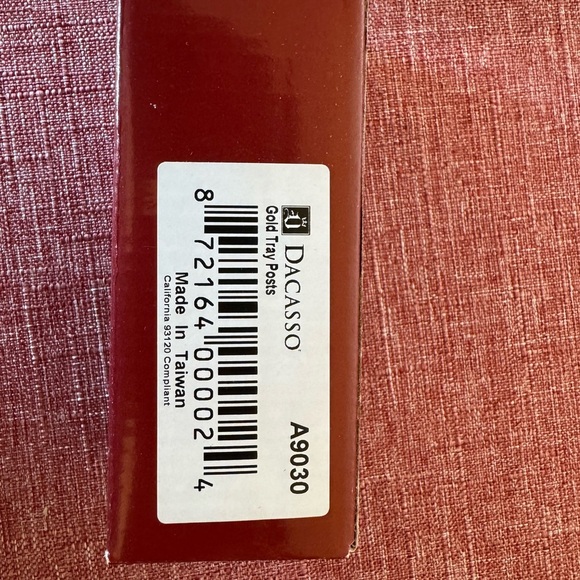 DACASSO
A9030
Gold Tray Posts
8 72164 00002 4
Made In Taiwan
California 93120 Compliant